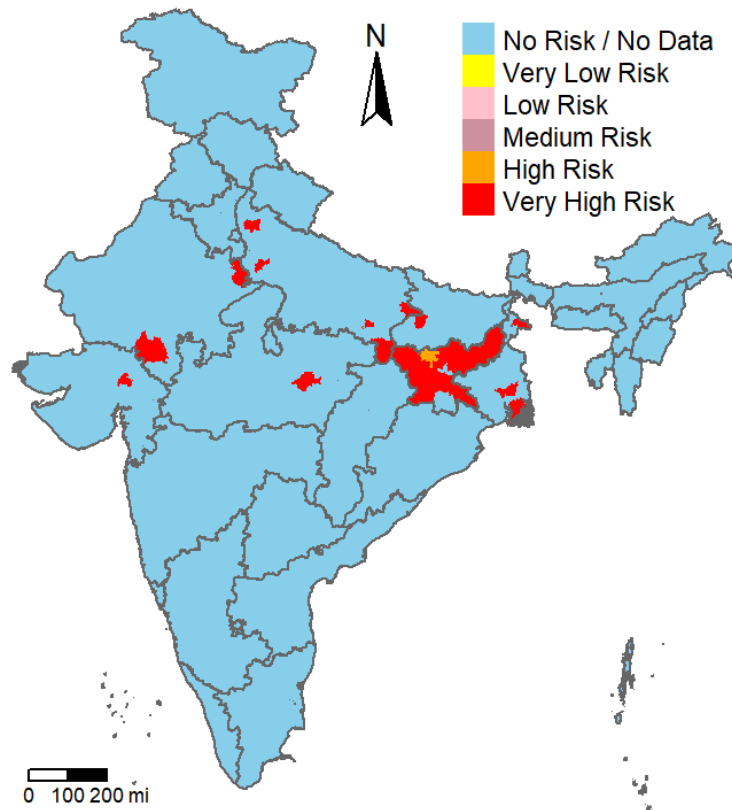 N
No Risk / No Data
Very Low Risk
Low Risk
Medium Risk
High Risk
Very High Risk
0 100 200 mi